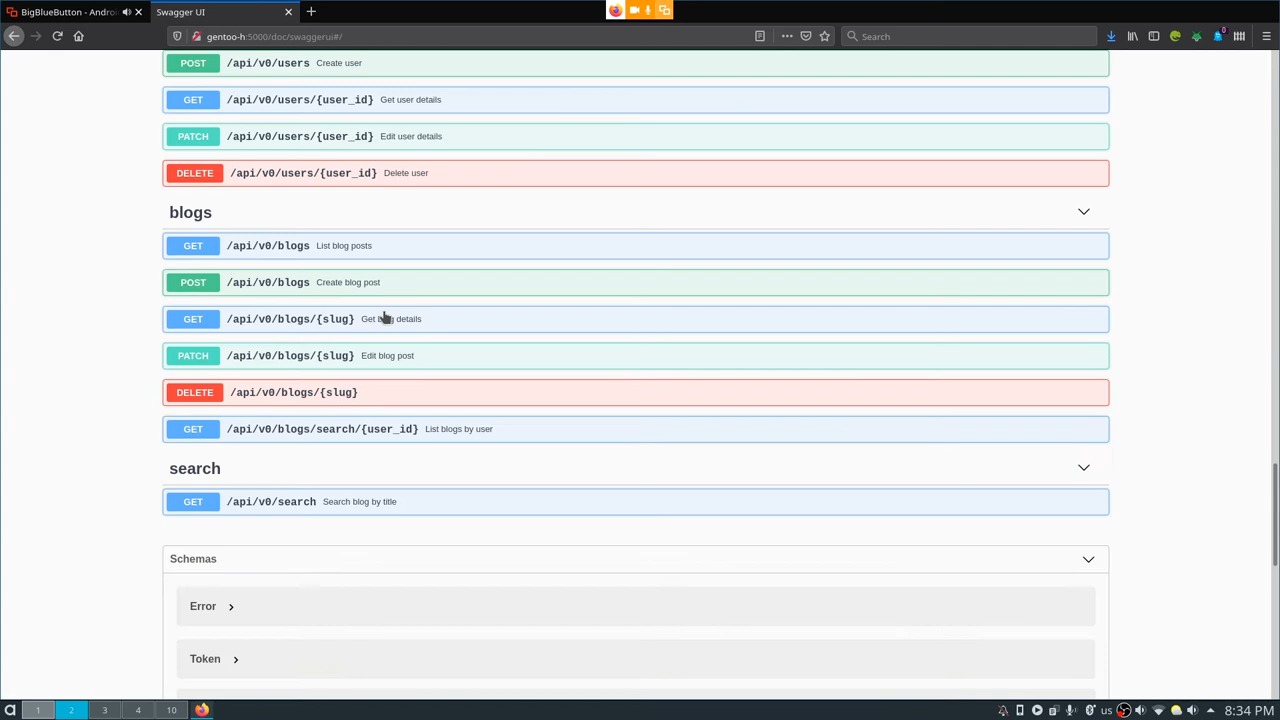 BigBlueButton - Androi
Swagger UI
gentoo-h:5000/doc/swaggerui#/
Search
POST /api/v0/users Create user
GET /api/v0/users/{user_id} Get user details
PATCH /api/v0/users/{user_id} Edit user details
DELETE /api/v0/users/{user_id} Delete user
blogs
GET /api/v0/blogs List blog posts
POST /api/v0/blogs Create blog post
GET /api/v0/blogs/{slug} Get details
PATCH /api/v0/blogs/{slug} Edit blog post
DELETE /api/v0/blogs/{slug}
GET /api/v0/blogs/search/{user_id} List blogs by user
search
GET /api/v0/search Search blog by title
Schemas
Error
Token
1 2 3 4 10 us 8:34 PM